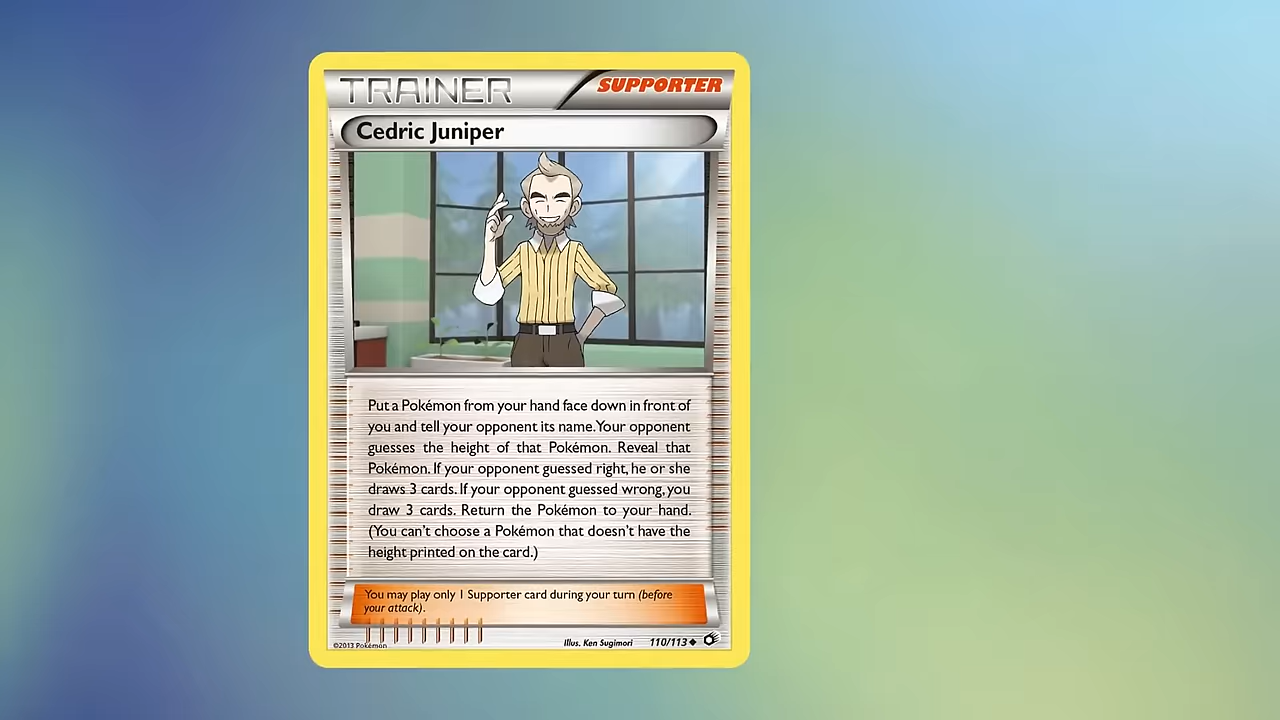 TRAINER
SUPPORTER
Cedric Juniper
Put a Pokémon from your hand face down in front of
you and tell your opponent its name. Your opponent
guesses the height of that Pokémon. Reveal that
Pokémon. If your opponent guessed right, he or she
draws 3 cards. If your opponent guessed wrong, you
draw 3 cards. Return the Pokémon to your hand.
(You can't choose a Pokémon that doesn't have the
height printed on the card.)
You may play only 1 Supporter card during your turn (before
your attack).
Illus. Ken Sugimori
110/113
©2013 Pokémon